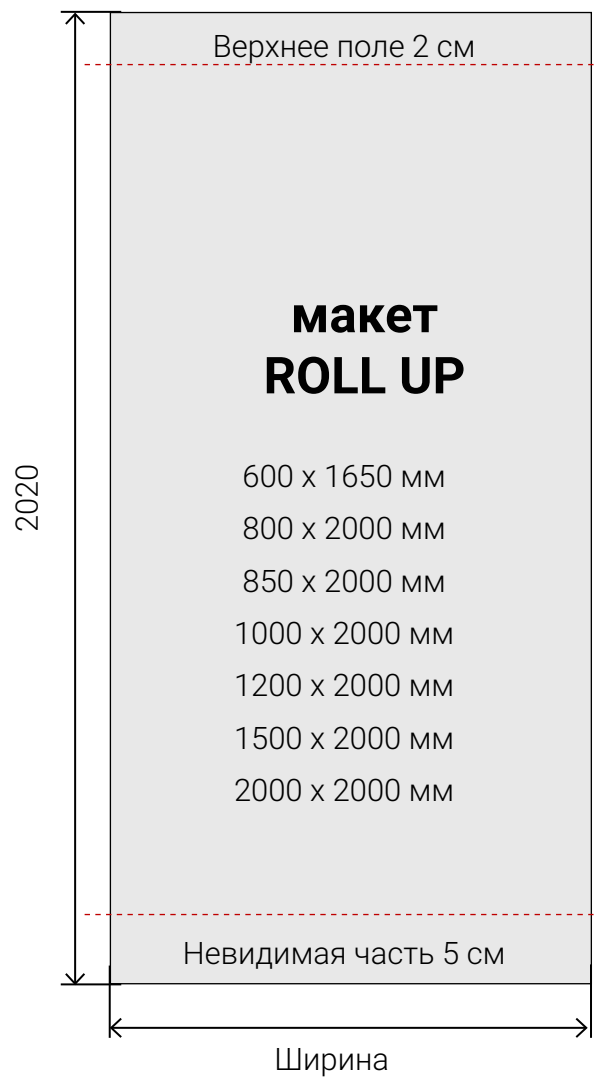 Верхнее поле 2 см
макет
ROLL UP
600 x 1650 мм
800 x 2000 мм
850 x 2000 мм
1000 x 2000 мм
1200 x 2000 мм
1500 x 2000 мм
2000 x 2000 мм
2020
Невидимая часть 5 см
Ширина